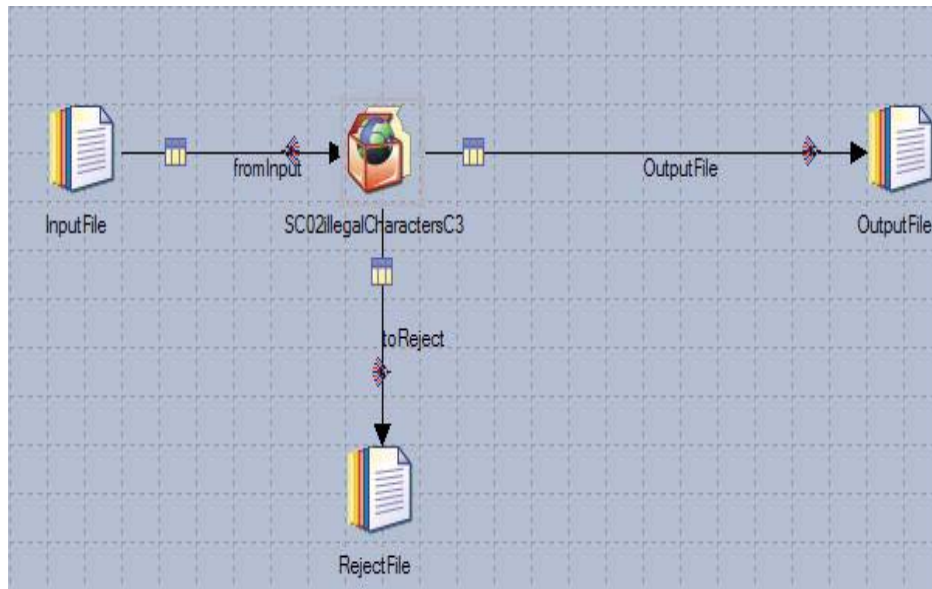 fromInput
OutputFile
InputFile
SC02illegalCharactersC3
OutputFile
toReject
RejectFile